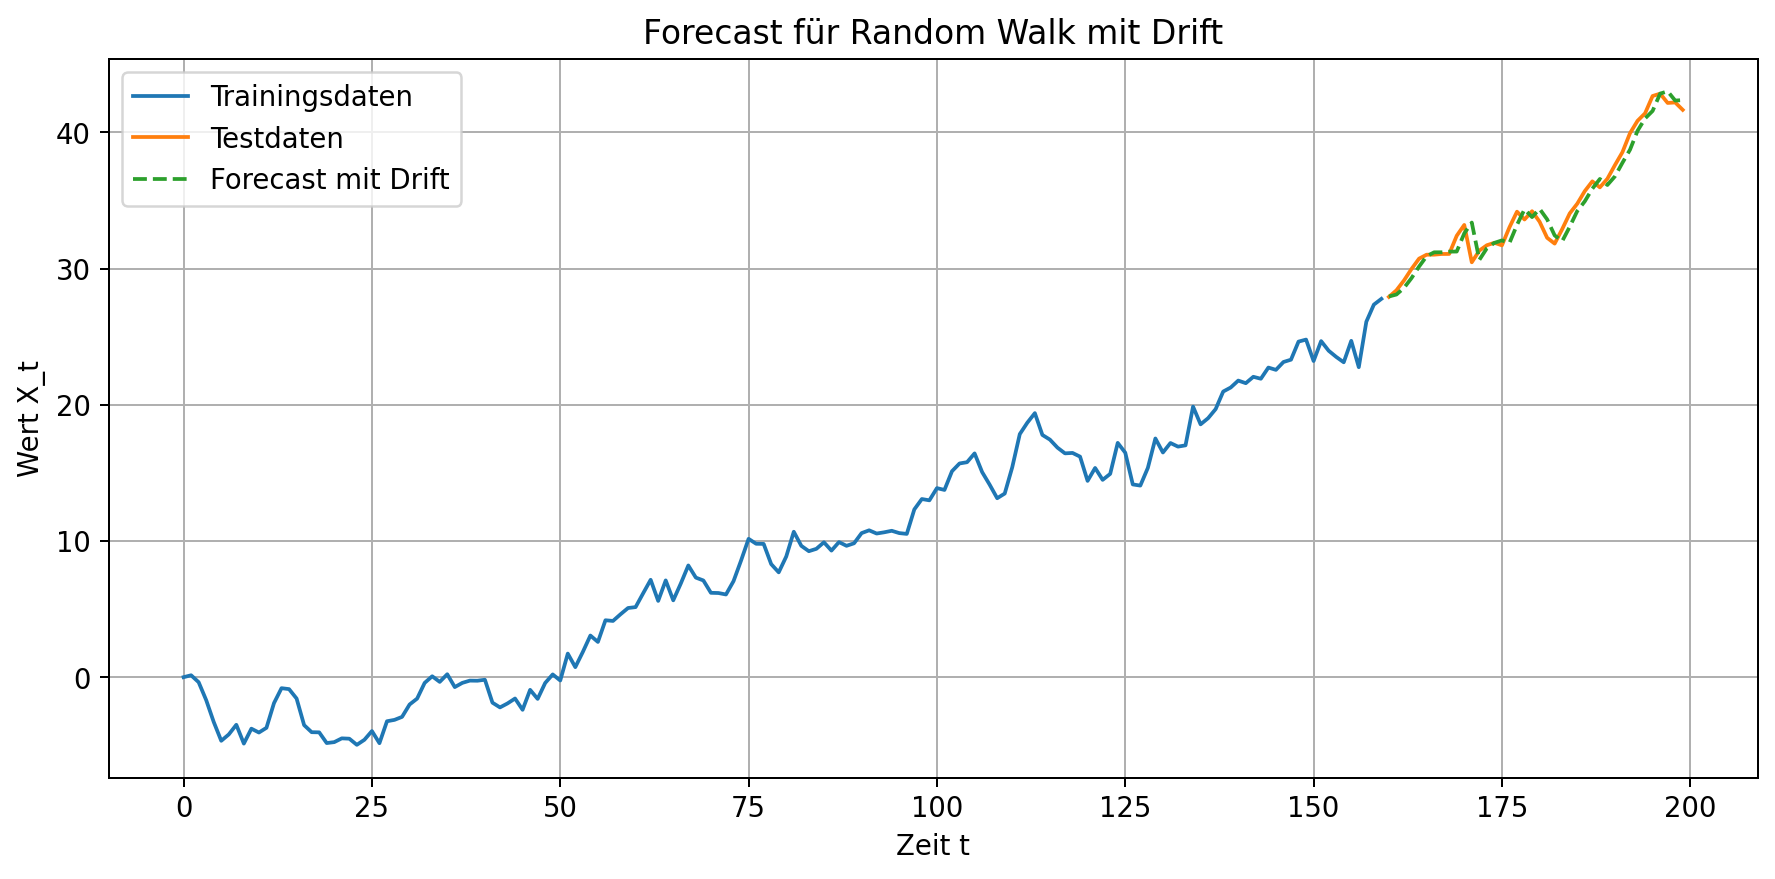 Forecast für Random Walk mit Drift
Trainingsdaten
Testdaten
Forecast mit Drift
Wert X_t
40
30
20
10
0
0 25 50 75 100 125 150 175 200
Zeit t